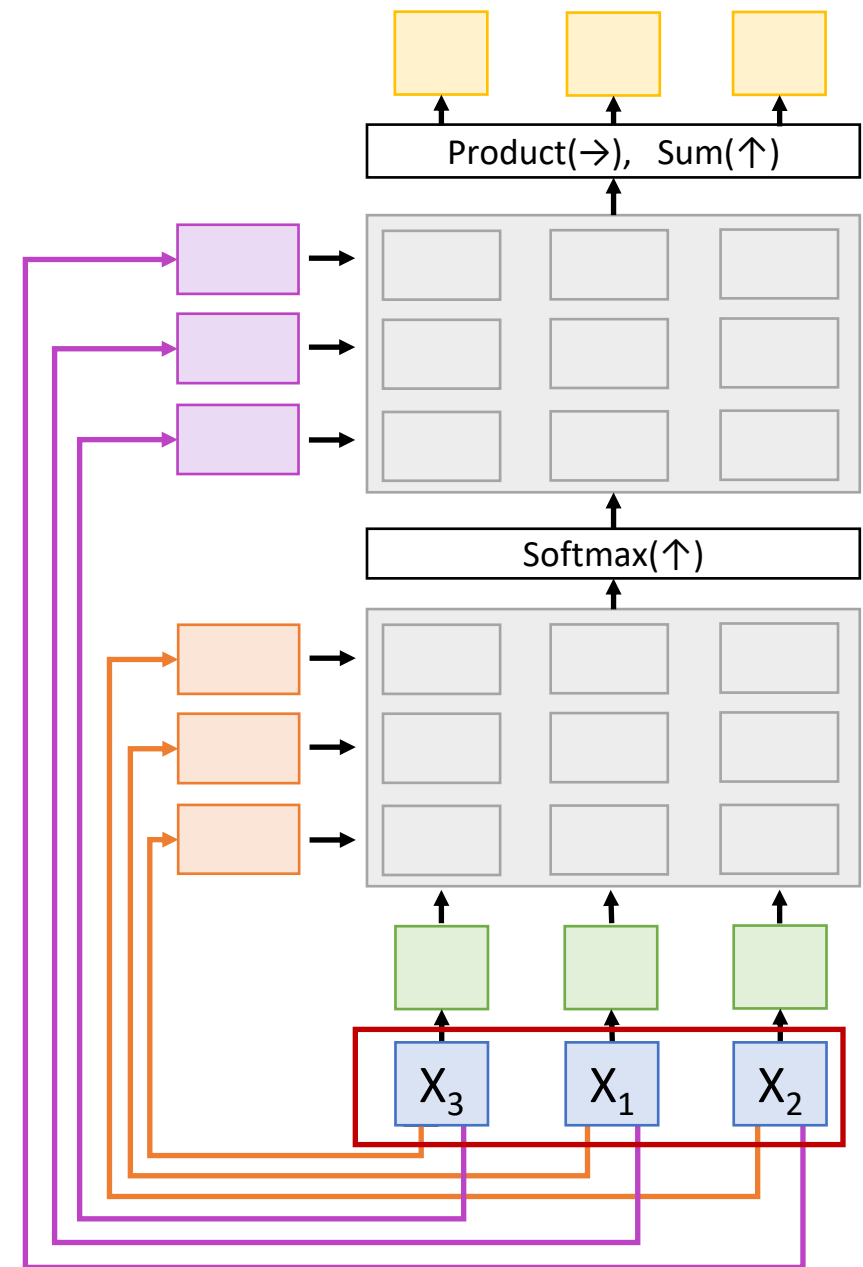 Product(→), Sum(↑)
Softmax(↑)
X₃ X₁ X₂